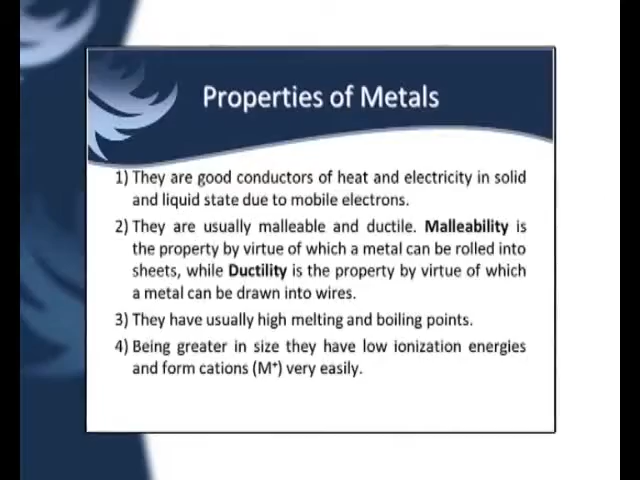 Properties of Metals
1) They are good conductors of heat and electricity in solid
and liquid state due to mobile electrons.
2) They are usually malleable and ductile. Malleability is
the property by virtue of which a metal can be rolled into
sheets, while Ductility is the property by virtue of which
a metal can be drawn into wires.
3) They have usually high melting and boiling points.
4) Being greater in size they have low ionization energies
and form cations (M⁺) very easily.